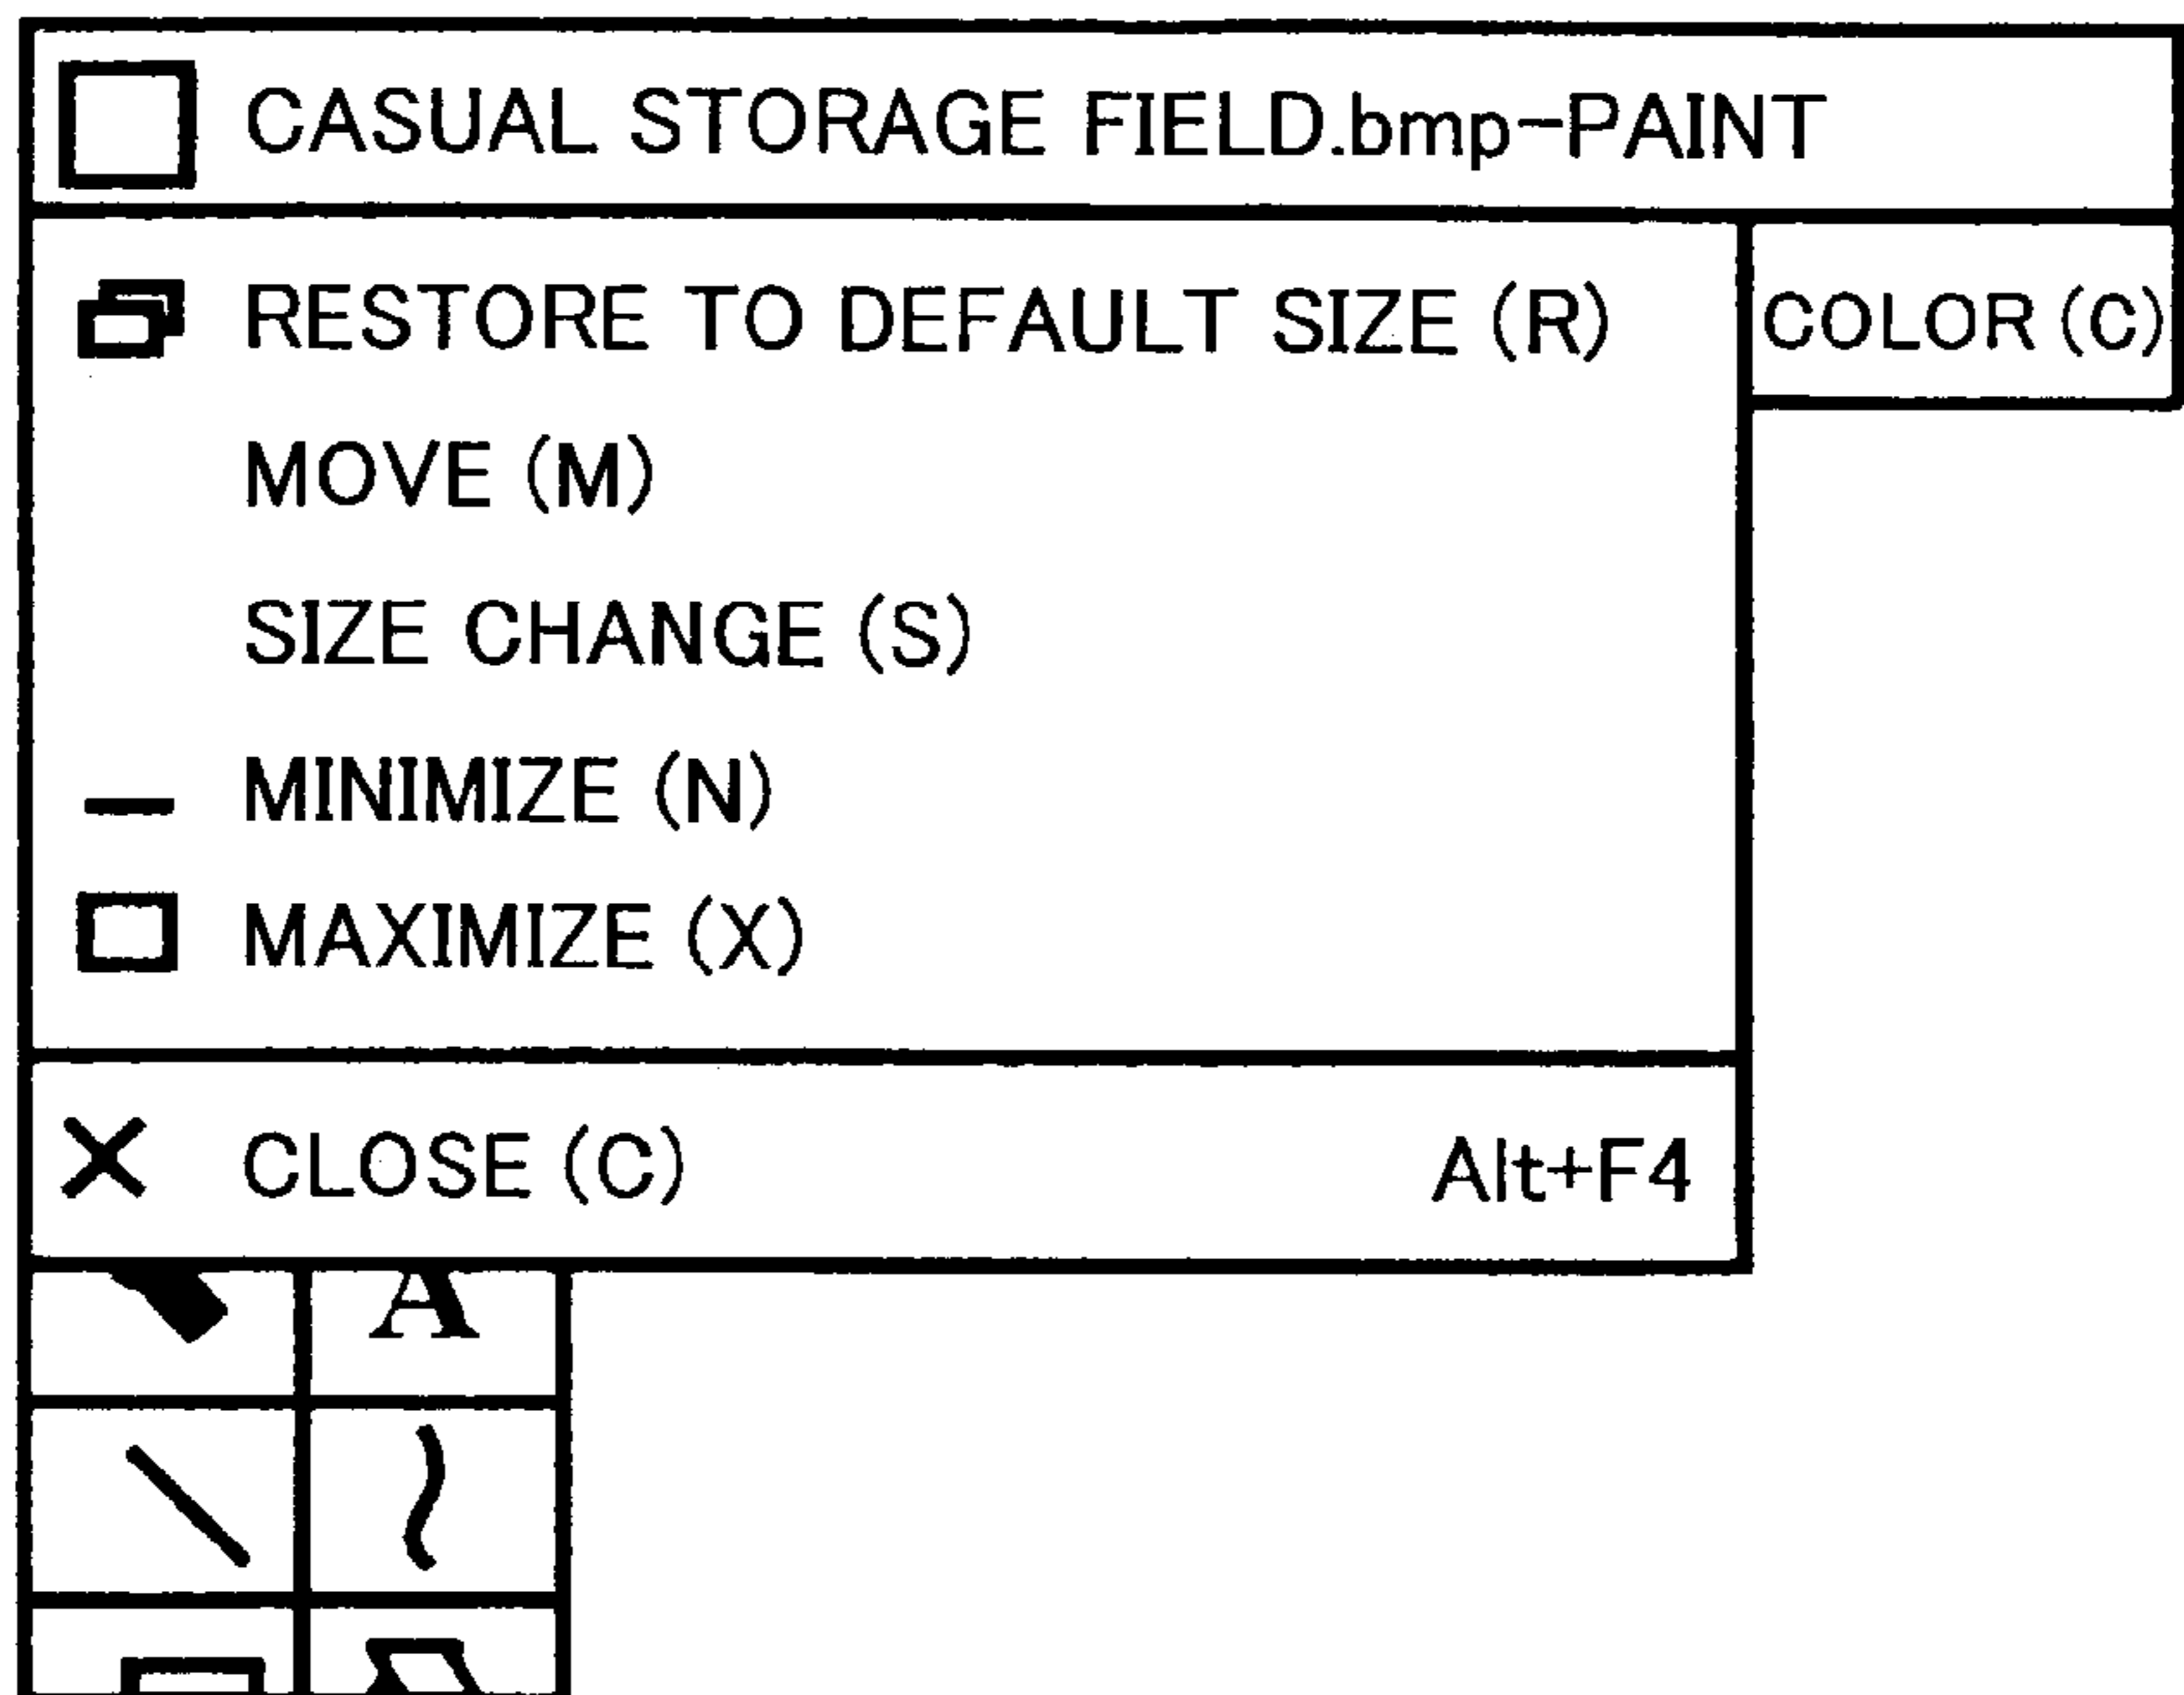 CASUAL STORAGE FIELD.bmp-PAINT
RESTORE TO DEFAULT SIZE (R) COLOR (C)
MOVE (M)
SIZE CHANGE (S)
MINIMIZE (N)
MAXIMIZE (X)
CLOSE (C) Alt+F4
A